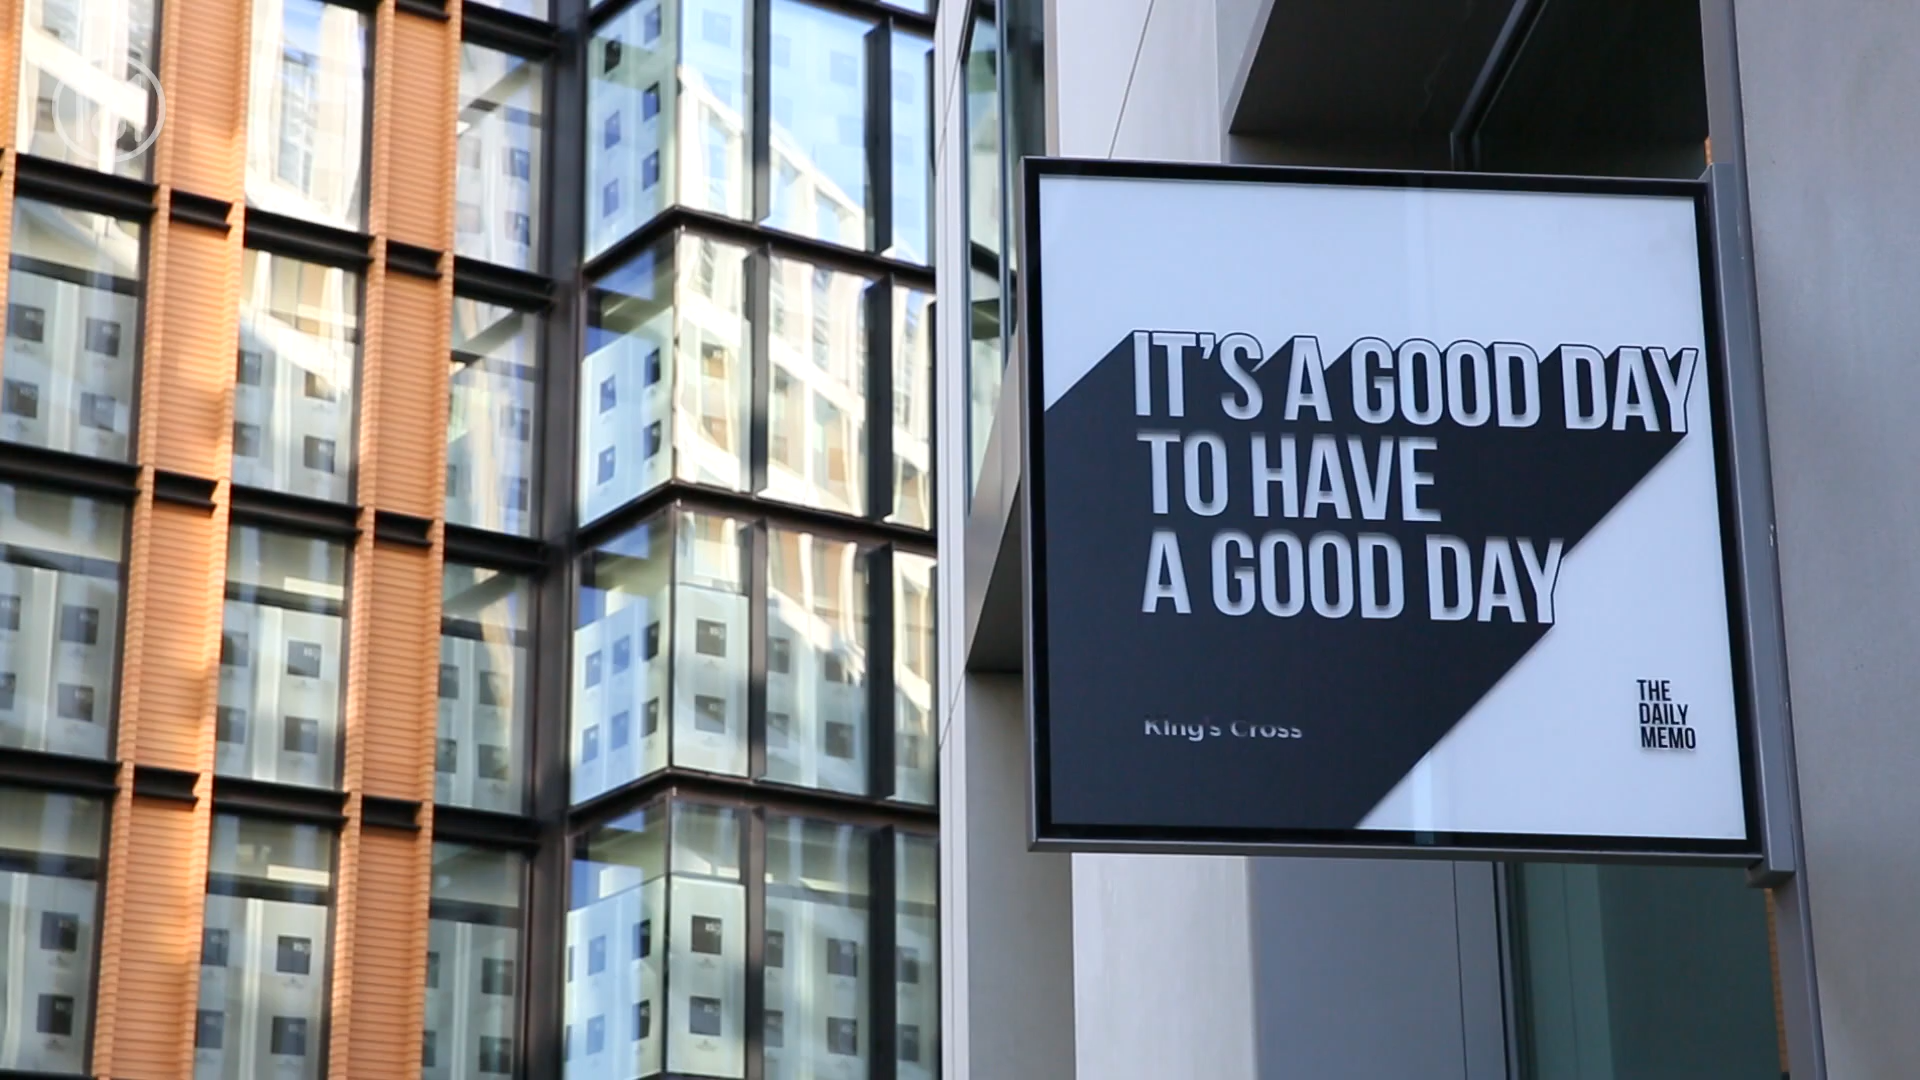 IT'S A GOOD DAY
TO HAVE
A GOOD DAY
King's Cross
THE
DAILY
MEMO